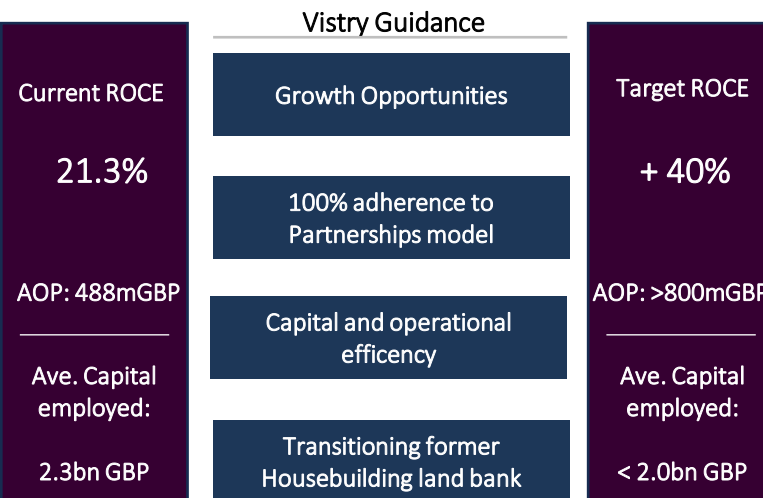 Vistry Guidance
Current ROCE
21.3%
AOP: 488mGBP
Ave. Capital
employed:
2.3bn GBP
Growth Opportunities
100% adherence to
Partnerships model
Capital and operational
efficency
Transitioning former
Housebuilding land bank
Target ROCE
+ 40%
AOP: >800mGBP
Ave. Capital
employed:
< 2.0bn GBP